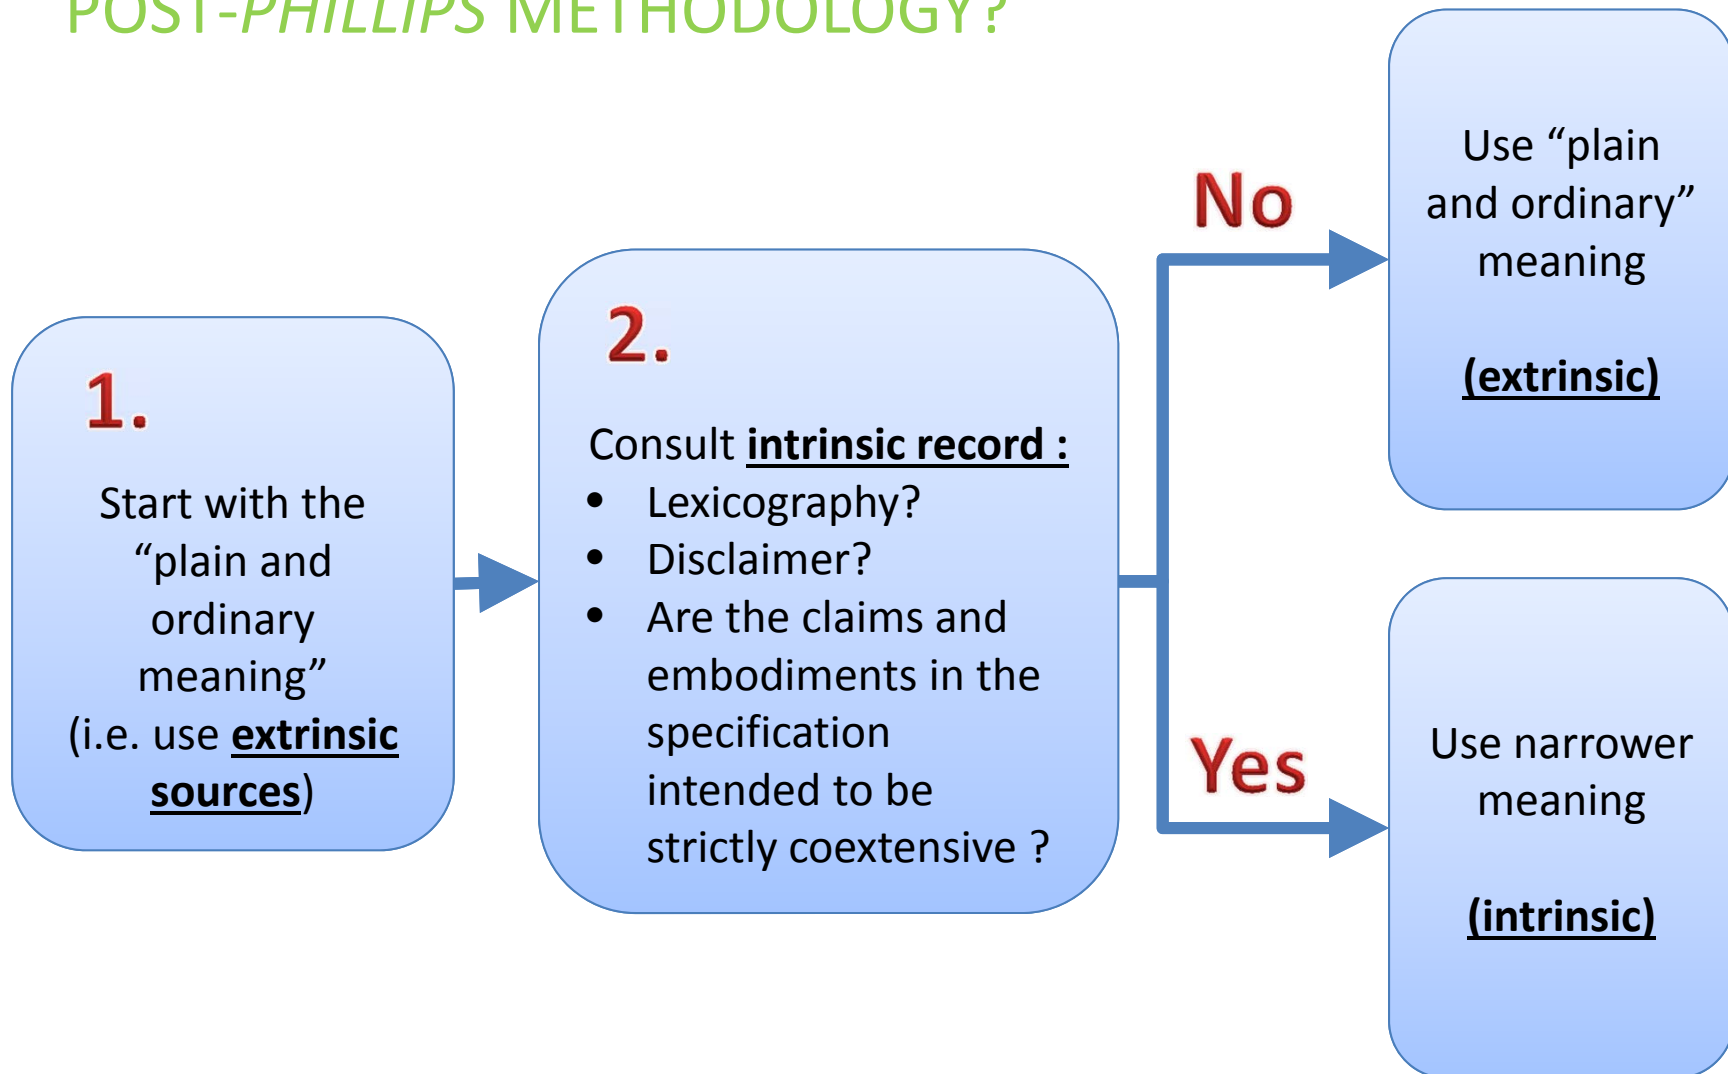 POST-PHILLIPS METHODOLOGY?
1.
Start with the
“plain and
ordinary
meaning”
(i.e. use extrinsic
sources)
2.
Consult intrinsic record :
• Lexicography?
• Disclaimer?
• Are the claims and
embodiments in the
specification
intended to be
strictly coextensive ?
No
Use “plain
and ordinary”
meaning
(extrinsic)
Yes
Use narrower
meaning
(intrinsic)